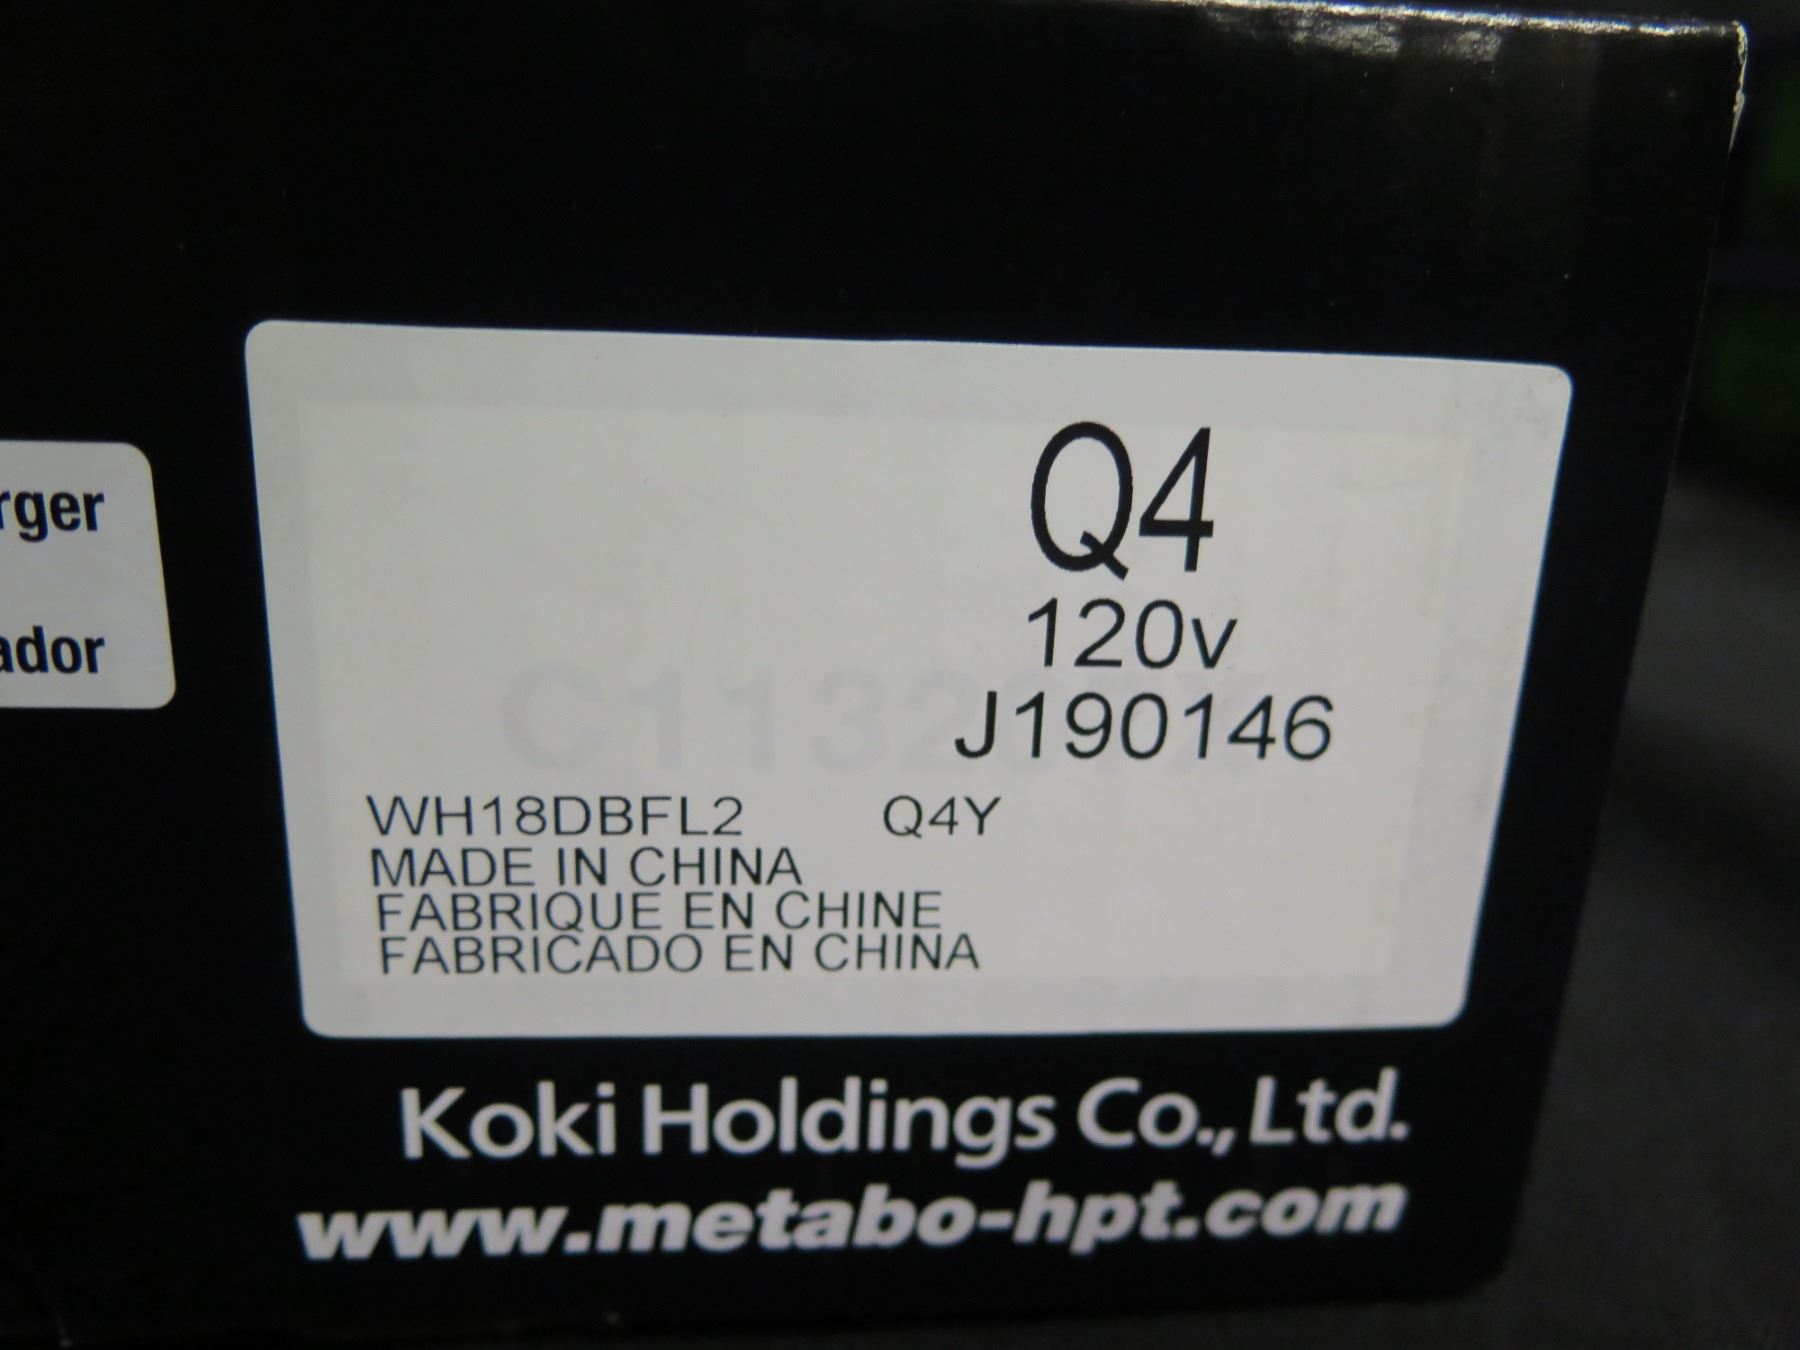 Q4
120v
J190146
WH18DBFL2 Q4Y
MADE IN CHINA
FABRIQUE EN CHINE
FABRICADO EN CHINA
rger
ador
Koki Holdings Co., Ltd.
www.metabo-hpt.com